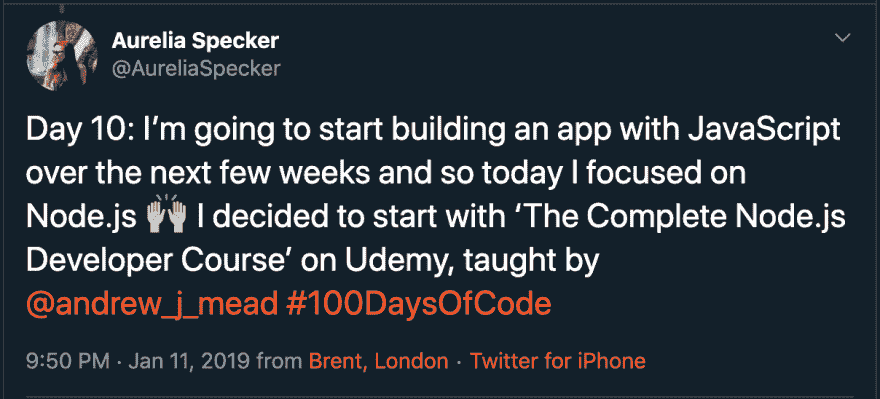 Aurelia Specker
@AureliaSpecker
Day 10: I’m going to start building an app with JavaScript
over the next few weeks and so today I focused on
Node.js 🙌🏻 I decided to start with ‘The Complete Node.js
Developer Course’ on Udemy, taught by
@andrew_j_mead #100DaysOfCode
9:50 PM · Jan 11, 2019 from Brent, London · Twitter for iPhone